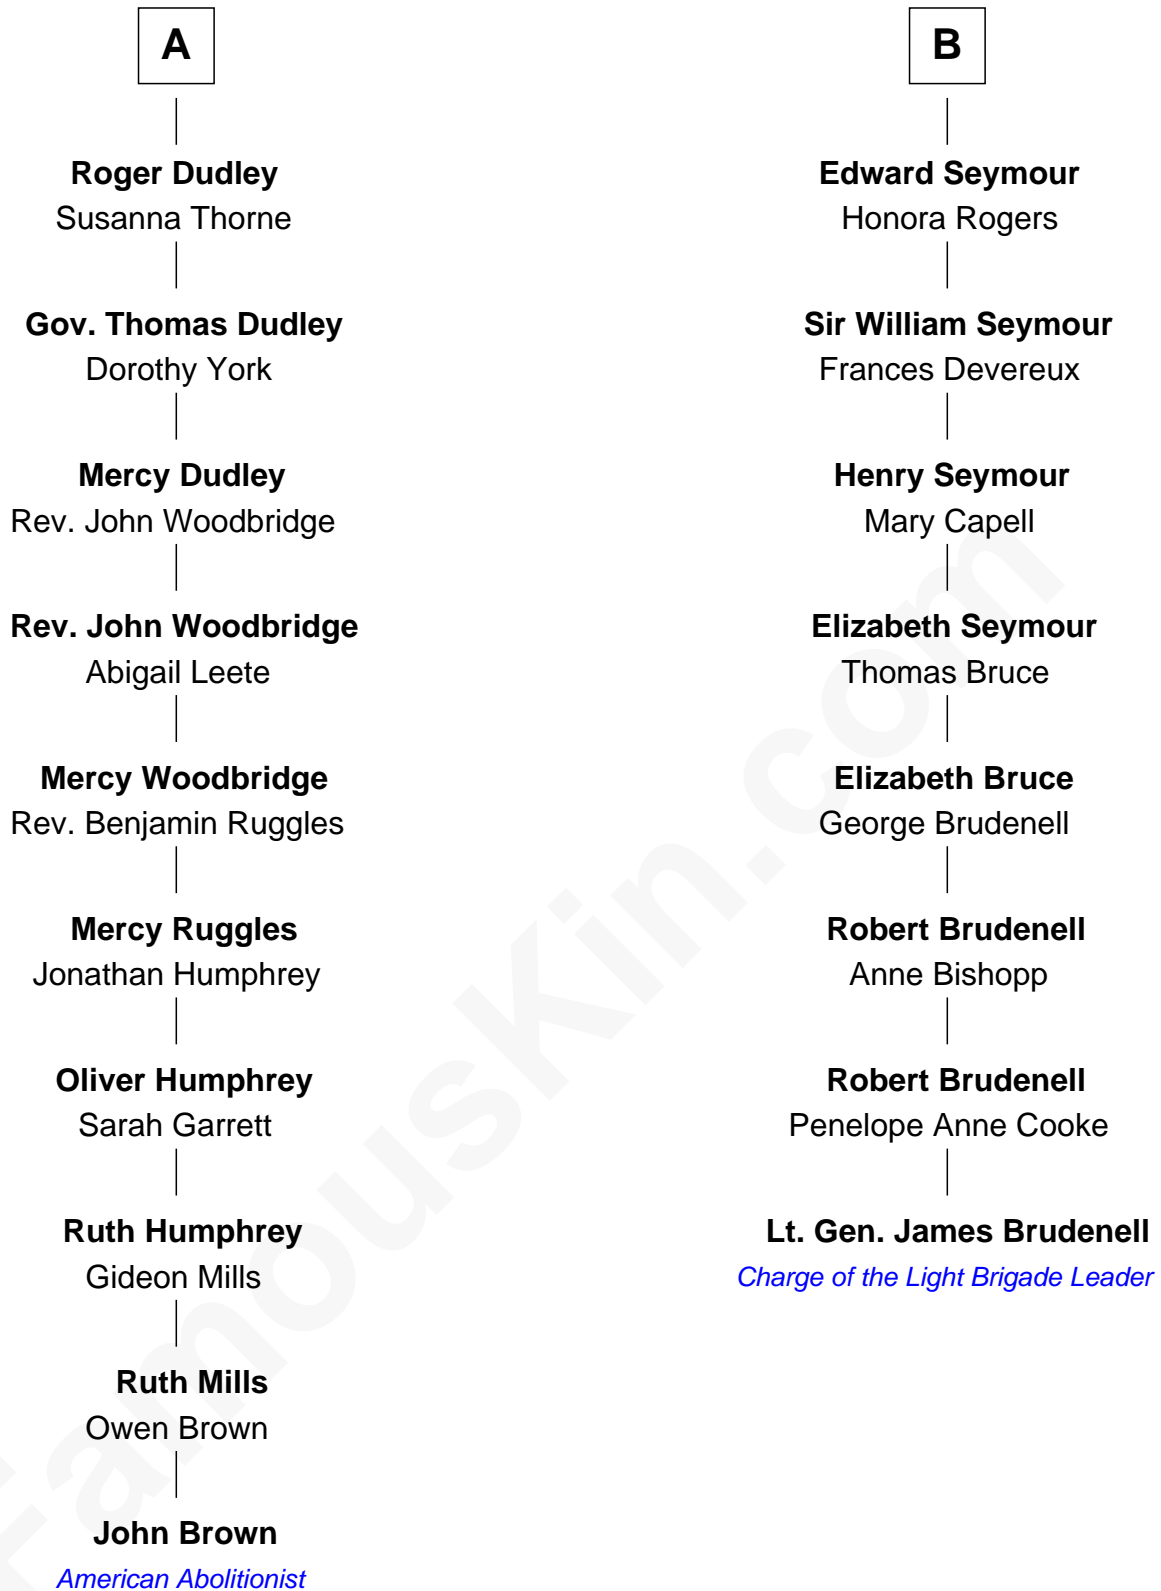 A
Roger Dudley
Susanna Thorne
Gov. Thomas Dudley
Dorothy York
Mercy Dudley
Rev. John Woodbridge
Rev. John Woodbridge
Abigail Leete
Mercy Woodbridge
Rev. Benjamin Ruggles
Mercy Ruggles
Jonathan Humphrey
Oliver Humphrey
Sarah Garrett
Ruth Humphrey
Gideon Mills
Ruth Mills
Owen Brown
John Brown
American Abolitionist
B
Edward Seymour
Honora Rogers
Sir William Seymour
Frances Devereux
Henry Seymour
Mary Capell
Elizabeth Seymour
Thomas Bruce
Elizabeth Bruce
George Brudenell
Robert Brudenell
Anne Bishopp
Robert Brudenell
Penelope Anne Cooke
Lt. Gen. James Brudenell
Charge of the Light Brigade Leader
FamousKin.com